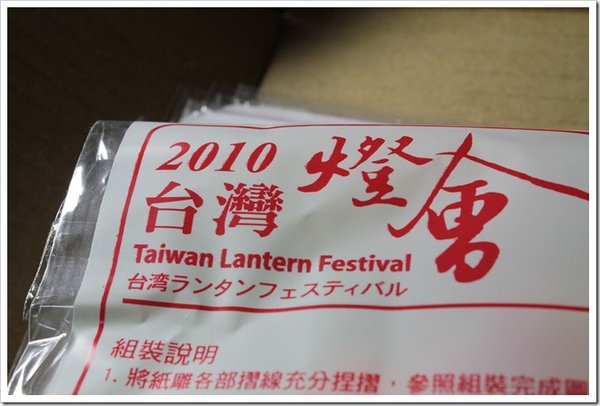 2010
台灣燈會
Taiwan Lantern Festival
台湾ランタンフェスティバル
組裝說明
1. 將紙雕各部摺線充分捏摺，參照組裝完成圖